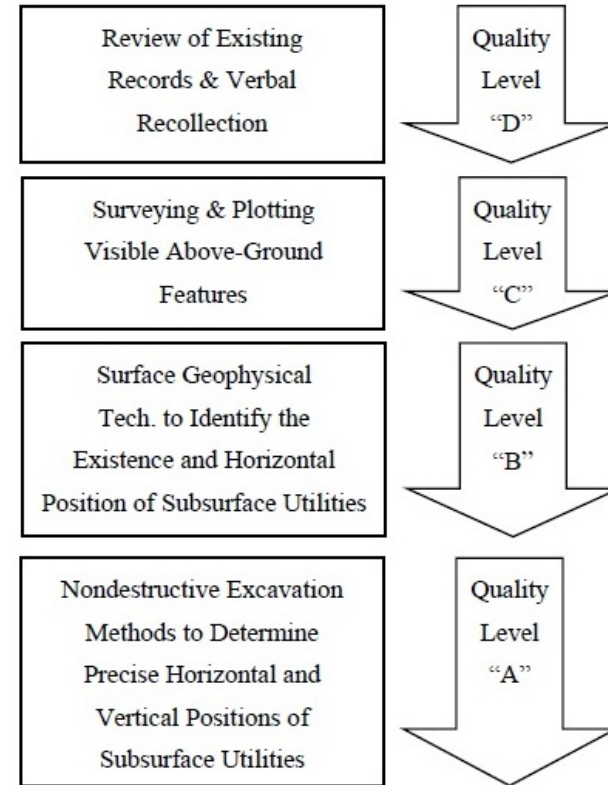 Review of Existing
Records & Verbal
Recollection
Quality
Level
“D”
Surveying & Plotting
Visible Above-Ground
Features
Quality
Level
“C”
Surface Geophysical
Tech. to Identify the
Existence and Horizontal
Position of Subsurface Utilities
Quality
Level
“B”
Nondestructive Excavation
Methods to Determine
Precise Horizontal and
Vertical Positions of
Subsurface Utilities
Quality
Level
“A”